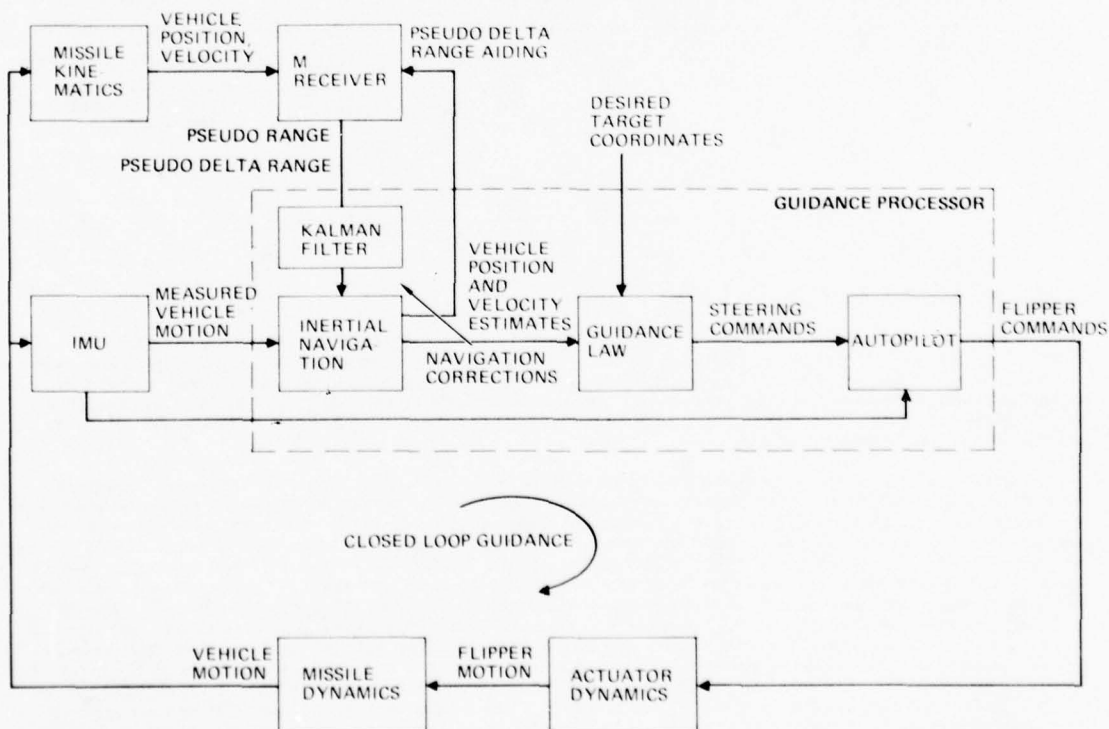 VEHICLE
POSITION,
VELOCITY
MISSILE
KINE-
MATICS
M
RECEIVER
PSEUDO DELTA
RANGE AIDING
PSEUDO RANGE
PSEUDO DELTA RANGE
DESIRED
TARGET
COORDINATES
GUIDANCE PROCESSOR
KALMAN
FILTER
MEASURED
VEHICLE
MOTION
IMU
INERTIAL
NAVIGA-
TION
VEHICLE
POSITION
AND
VELOCITY
ESTIMATES
NAVIGATION
CORRECTIONS
GUIDANCE
LAW
STEERING
COMMANDS
AUTOPILOT
FLIPPER
COMMANDS
CLOSED LOOP GUIDANCE
VEHICLE
MOTION
MISSILE
DYNAMICS
FLIPPER
MOTION
ACTUATOR
DYNAMICS